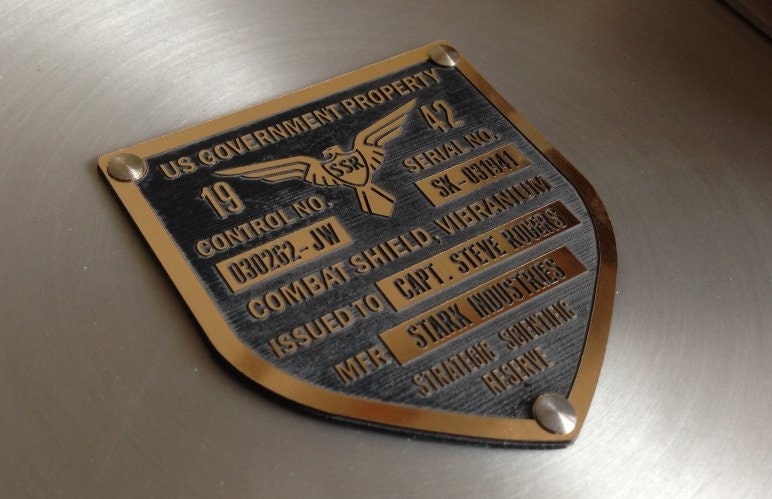 US GOVERNMENT PROPERTY
SSR
19 42
CONTROL NO. SERIAL NO.
030262-JW SK-031941
COMBAT SHIELD, VIBRANIUM
ISSUED TO CAPT. STEVE ROGERS
MFR STARK INDUSTRIES
STRATEGIC SCIENTIFIC
RESERVE